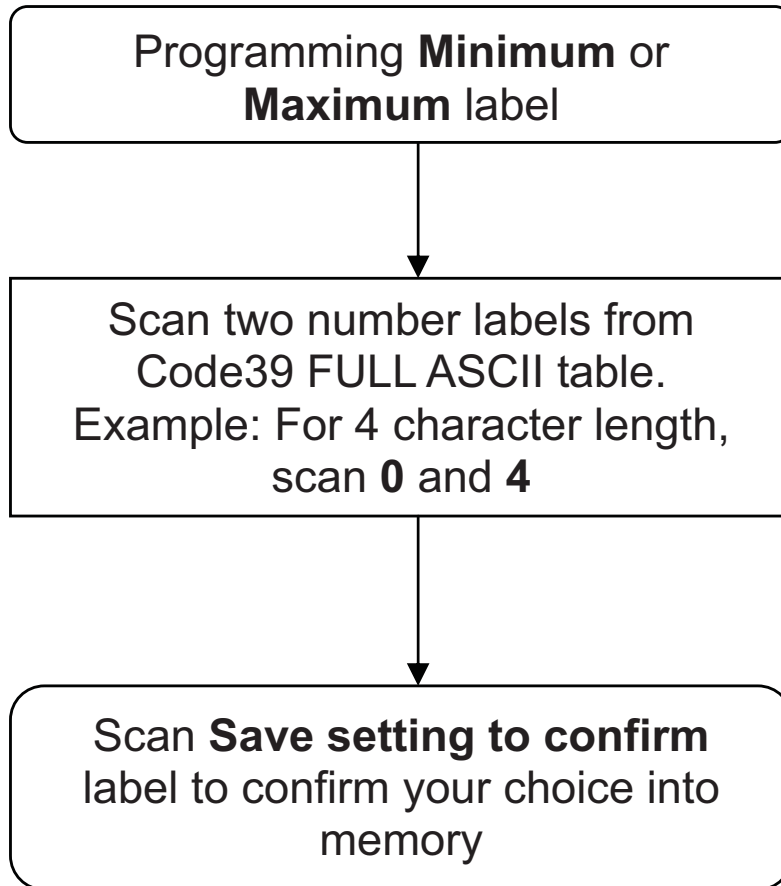 Programming Minimum or
Maximum label
Scan two number labels from
Code39 FULL ASCII table.
Example: For 4 character length,
scan 0 and 4
Scan Save setting to confirm
label to confirm your choice into
memory